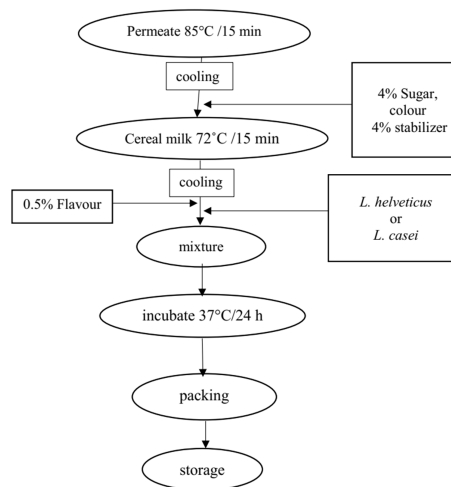 Permeate 85°C /15 min
cooling
4% Sugar,
colour
4% stabilizer
Cereal milk 72˚C /15 min
cooling
0.5% Flavour
L. helveticus
or
L. casei
mixture
incubate 37°C/24 h
packing
storage